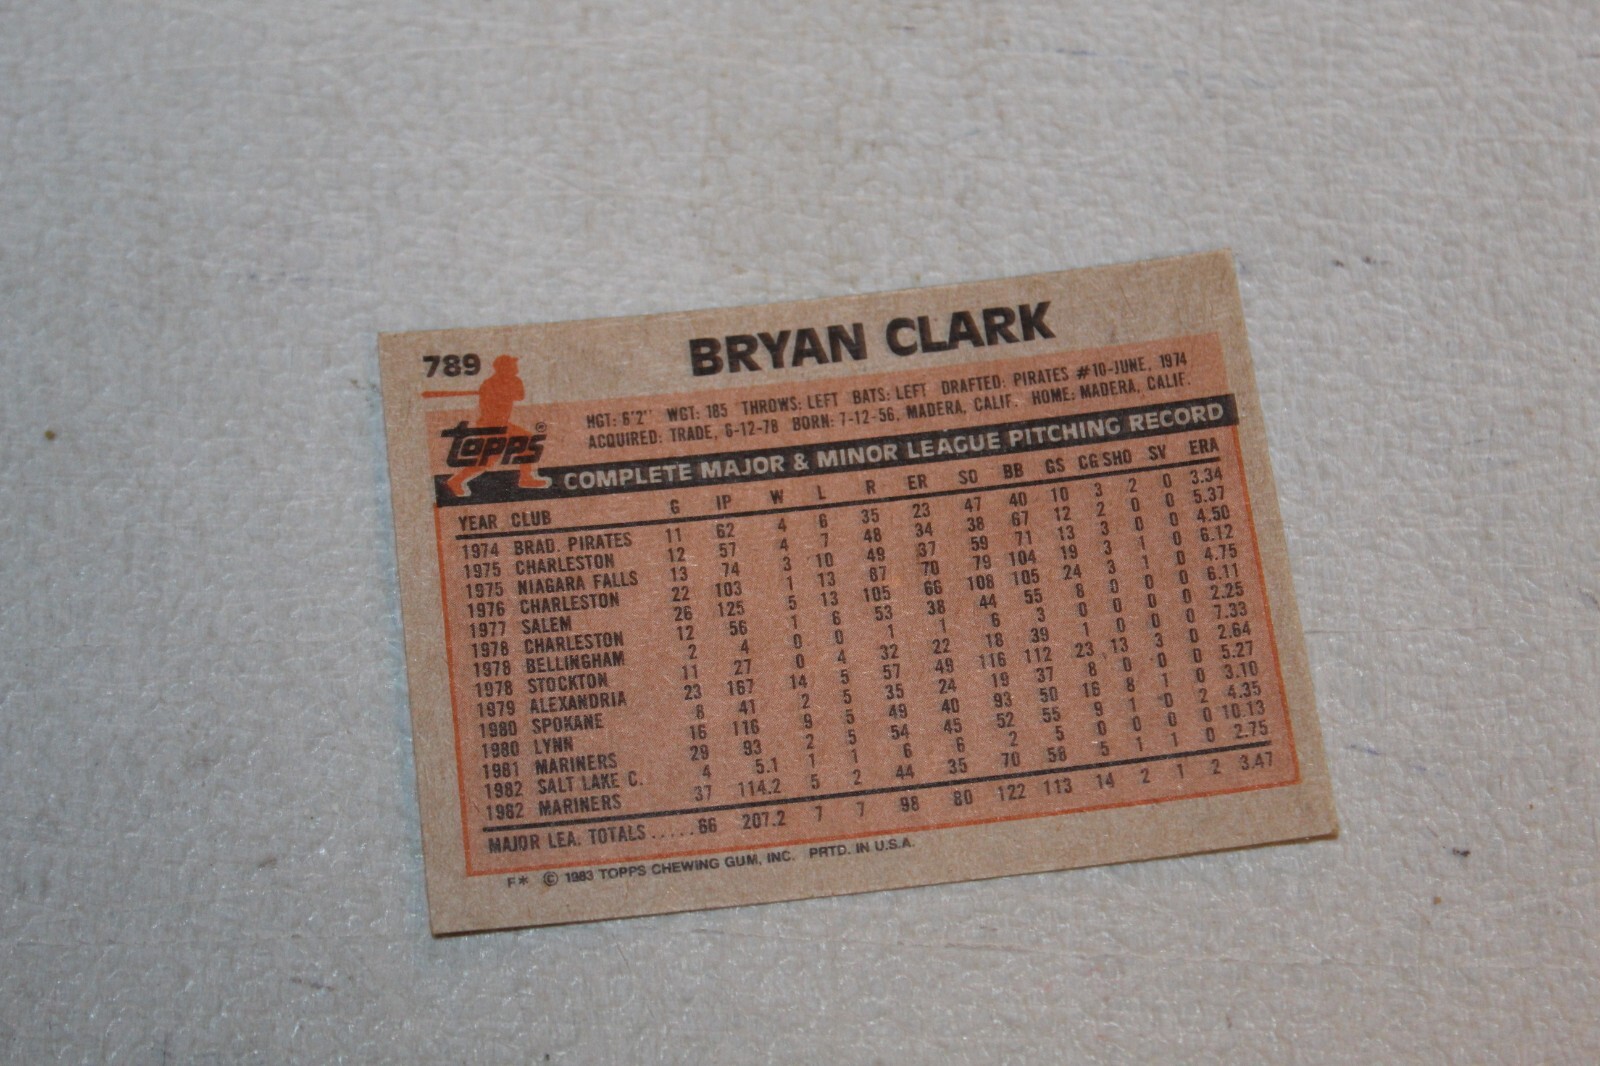 789
BRYAN CLARK
HGT: 6'2" WGT: 185 THROWS: LEFT BATS: LEFT DRAFTED: PIRATES #10-JUNE, 1974
ACQUIRED: TRADE, 6-12-78 BORN: 7-12-56, MADERA, CALIF. HOME: MADERA, CALIF.
Topps®
COMPLETE MAJOR & MINOR LEAGUE PITCHING RECORD
YEAR CLUB G IP W L R ER SO BB GS CG SHO SV ERA
1974 BRAD. PIRATES 11 62 4 6 35 23 47 40 10 3 2 0 3.34
1975 CHARLESTON 12 57 4 7 48 34 38 67 12 2 0 0 5.37
1975 NIAGARA FALLS 13 74 3 10 49 37 59 71 13 3 0 0 4.50
1976 CHARLESTON 22 103 1 13 87 70 79 104 19 3 1 0 6.12
1977 SALEM 26 125 5 13 105 66 108 105 24 3 1 0 4.75
1978 CHARLESTON 12 56 1 6 53 38 44 55 8 0 0 0 6.11
1978 BELLINGHAM 2 4 0 0 1 1 6 3 0 0 0 0 2.25
1978 STOCKTON 11 27 0 4 32 22 18 39 1 0 0 0 7.33
1979 ALEXANDRIA 23 167 14 5 57 49 116 112 23 13 3 0 2.64
1980 SPOKANE 8 41 2 5 35 24 19 37 8 0 0 0 5.27
1980 LYNN 16 116 9 5 49 40 93 50 16 8 1 0 3.10
1981 MARINERS 29 93 2 5 54 45 52 55 9 1 0 2 4.35
1982 SALT LAKE C. 4 5.1 1 1 6 6 2 5 0 0 0 0 10.13
1982 MARINERS 37 114.2 5 2 44 35 70 58 5 1 1 0 2.75
MAJOR LEA. TOTALS.....66 207.2 7 7 98 80 122 113 14 2 1 2 3.47
F* © 1983 TOPPS CHEWING GUM, INC. PRTD. IN U.S.A.